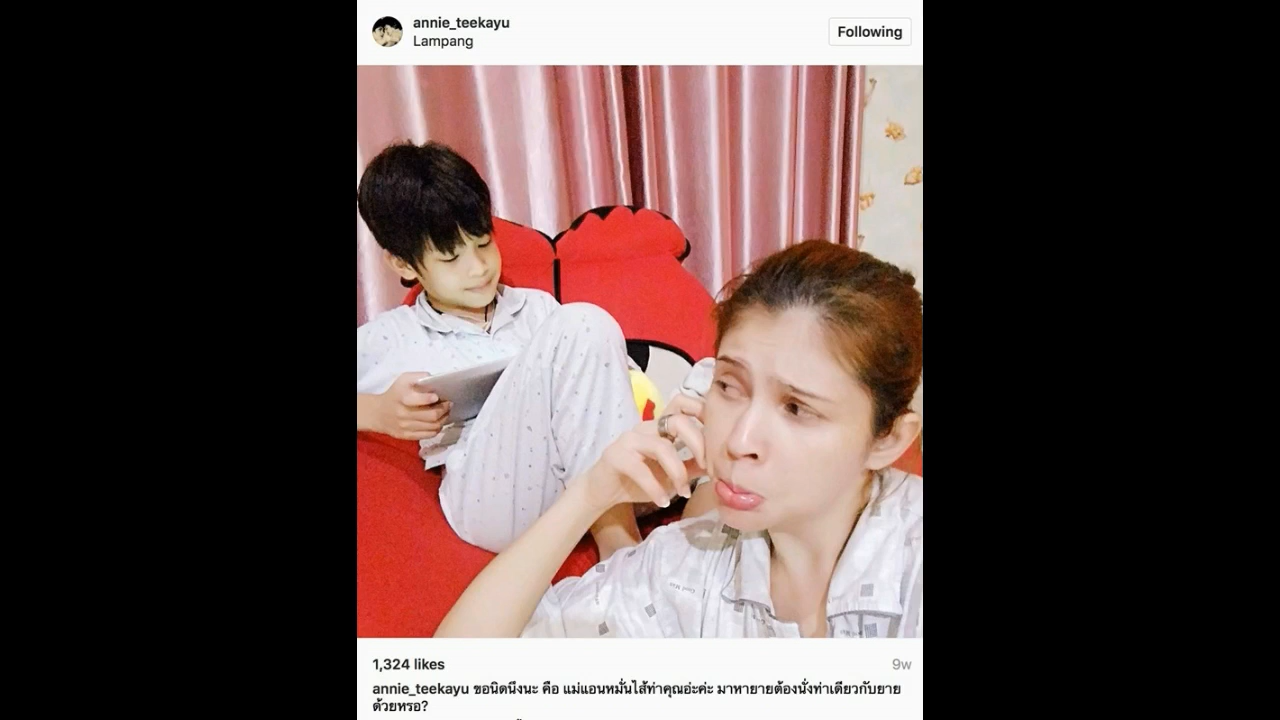 annie_teekayu
Lampang
Following
1,324 likes
9w
annie_teekayu ขอนิดนึงนะ คือ แม่แอนหมั่นไส้ท่าคุณอ่ะค่ะ มาหายายต้องนั่งท่าเดียวกับยาย
ด้วยหรอ?